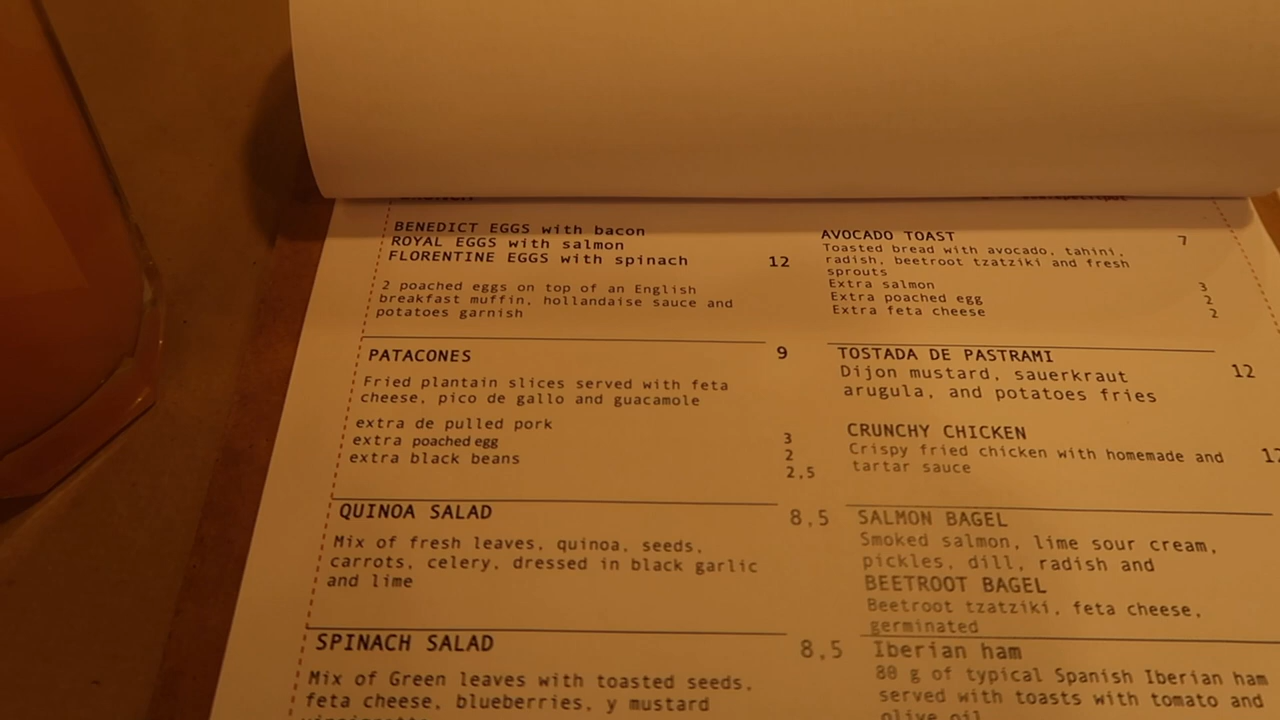 BENEDICT EGGS with bacon
ROYAL EGGS with salmon
FLORENTINE EGGS with spinach 12
2 poached eggs on top of an English
breakfast muffin, hollandaise sauce and
potatoes garnish
PATACONES 9
Fried plantain slices served with feta
cheese, pico de gallo and guacamole
extra de pulled pork 3
extra poached egg 2
extra black beans 2,5
QUINOA SALAD 8,5
Mix of fresh leaves, quinoa, seeds,
carrots, celery, dressed in black garlic
and lime
SPINACH SALAD 8,5
Mix of Green leaves with toasted seeds,
feta cheese, blueberries, y mustard
AVOCADO TOAST 7
Toasted bread with avocado, tahini,
radish, beetroot tzatziki and fresh
sprouts
Extra salmon 3
Extra poached egg 2
Extra feta cheese 2
TOSTADA DE PASTRAMI 12
Dijon mustard, sauerkraut
arugula, and potatoes fries
CRUNCHY CHICKEN
Crispy fried chicken with homemade and
tartar sauce
SALMON BAGEL
Smoked salmon, lime sour cream,
pickles, dill, radish and
BEETROOT BAGEL
Beetroot tzatziki, feta cheese,
germinated
Iberian ham
80 g of typical Spanish Iberian ham
served with toasts with tomato and
olive oil